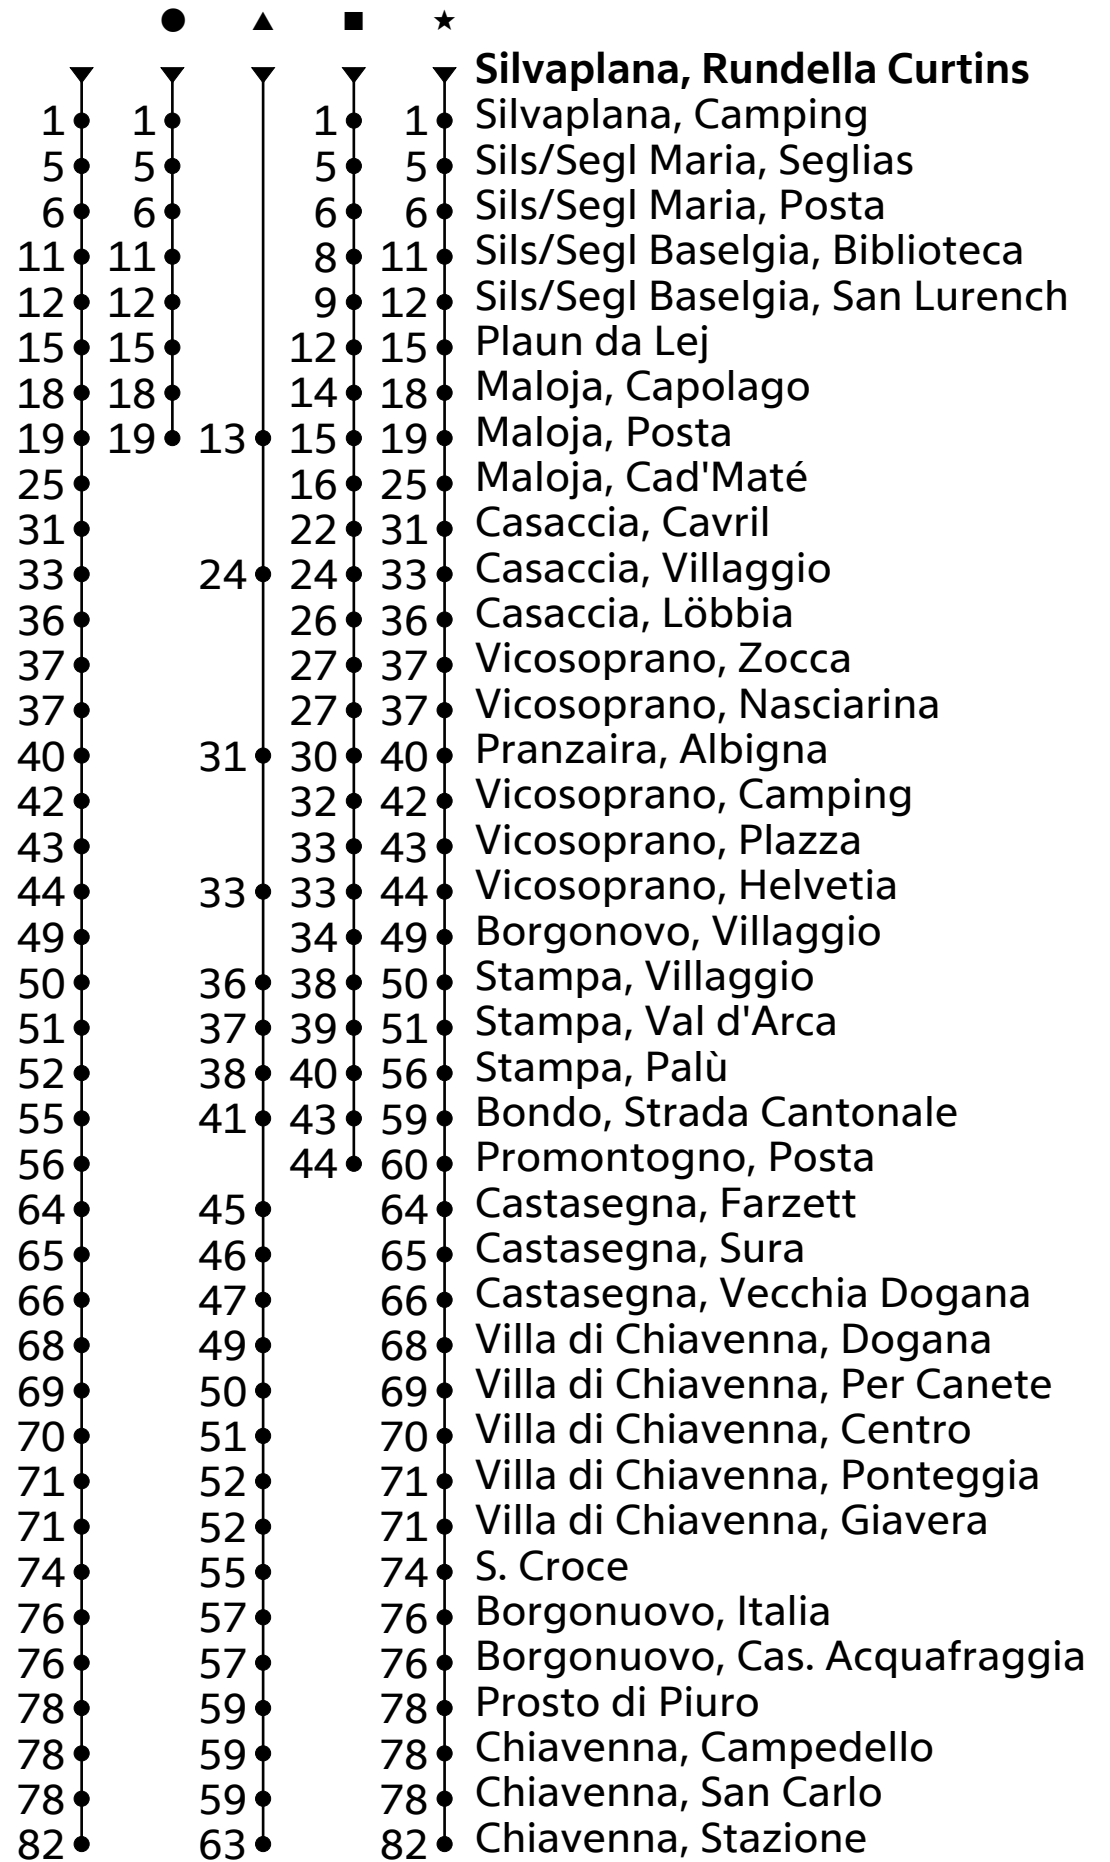 ● ▲ ■ ★
Silvaplana, Rundella Curtins
1 1 1 1 Silvaplana, Camping
5 5 5 5 Sils/Segl Maria, Seglias
6 6 6 6 Sils/Segl Maria, Posta
11 11 8 11 Sils/Segl Baselgia, Biblioteca
12 12 9 12 Sils/Segl Baselgia, San Lurench
15 15 12 15 Plaun da Lej
18 18 14 18 Maloja, Capolago
19 19 13 15 19 Maloja, Posta
25 16 25 Maloja, Cad'Maté
31 22 31 Casaccia, Cavril
33 24 24 33 Casaccia, Villaggio
36 26 36 Casaccia, Löbbia
37 27 37 Vicosoprano, Zocca
37 27 37 Vicosoprano, Nasciarina
40 31 30 40 Pranzaira, Albigna
42 32 42 Vicosoprano, Camping
43 33 43 Vicosoprano, Plazza
44 33 33 44 Vicosoprano, Helvetia
49 34 49 Borgonovo, Villaggio
50 36 38 50 Stampa, Villaggio
51 37 39 51 Stampa, Val d'Arca
52 38 40 56 Stampa, Palù
55 41 43 59 Bondo, Strada Cantonale
56 44 60 Promontogno, Posta
64 45 64 Castasegna, Farzett
65 46 65 Castasegna, Sura
66 47 66 Castasegna, Vecchia Dogana
68 49 68 Villa di Chiavenna, Dogana
69 50 69 Villa di Chiavenna, Per Canete
70 51 70 Villa di Chiavenna, Centro
71 52 71 Villa di Chiavenna, Ponteggia
71 52 71 Villa di Chiavenna, Giavera
74 55 74 S. Croce
76 57 76 Borgonuovo, Italia
76 57 76 Borgonuovo, Cas. Acquafraggia
78 59 78 Prosto di Piuro
78 59 78 Chiavenna, Campedello
78 59 78 Chiavenna, San Carlo
82 63 82 Chiavenna, Stazione